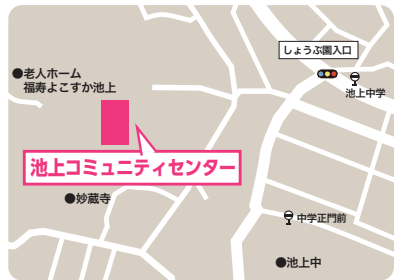 しょうぶ園入口
●老人ホーム
福寿よこすか池上
池上中学
池上コミュニティセンター
●妙蔵寺
中学正門前
●池上中